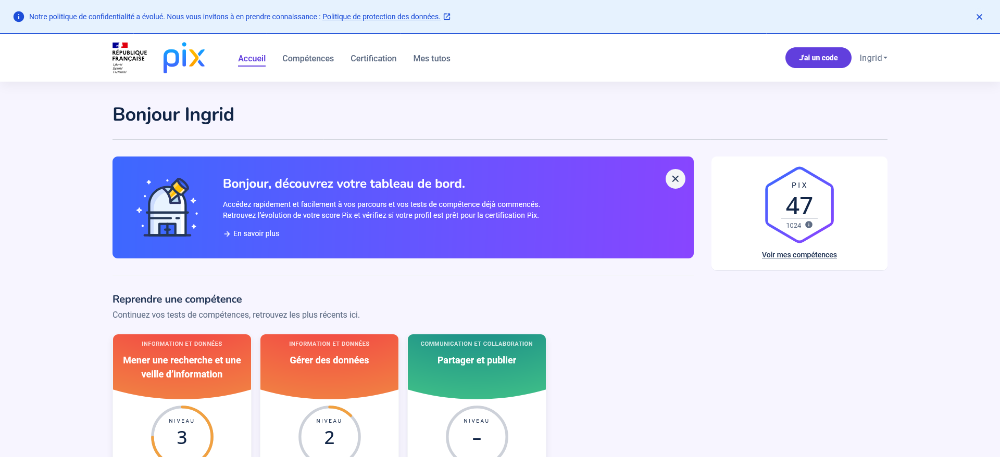 Notre politique de confidentialité a évolué. Nous vous invitons à en prendre connaissance : Politique de protection des données.
RÉPUBLIQUE
FRANÇAISE
Liberté
Égalité
Fraternité
pix
Accueil
Compétences
Certification
Mes tutos
J'ai un code
Ingrid
Bonjour Ingrid
Bonjour, découvrez votre tableau de bord.
Accédez rapidement et facilement à vos parcours et vos tests de compétence déjà commencés.
Retrouvez l’évolution de votre score Pix et vérifiez si votre profil est prêt pour la certification Pix.
En savoir plus
PIX
47
1024
Voir mes compétences
Reprendre une compétence
Continuez vos tests de compétences, retrouvez les plus récents ici.
INFORMATION ET DONNÉES
Mener une recherche et une
veille d’information
NIVEAU
3
INFORMATION ET DONNÉES
Gérer des données
NIVEAU
2
COMMUNICATION ET COLLABORATION
Partager et publier
NIVEAU
–